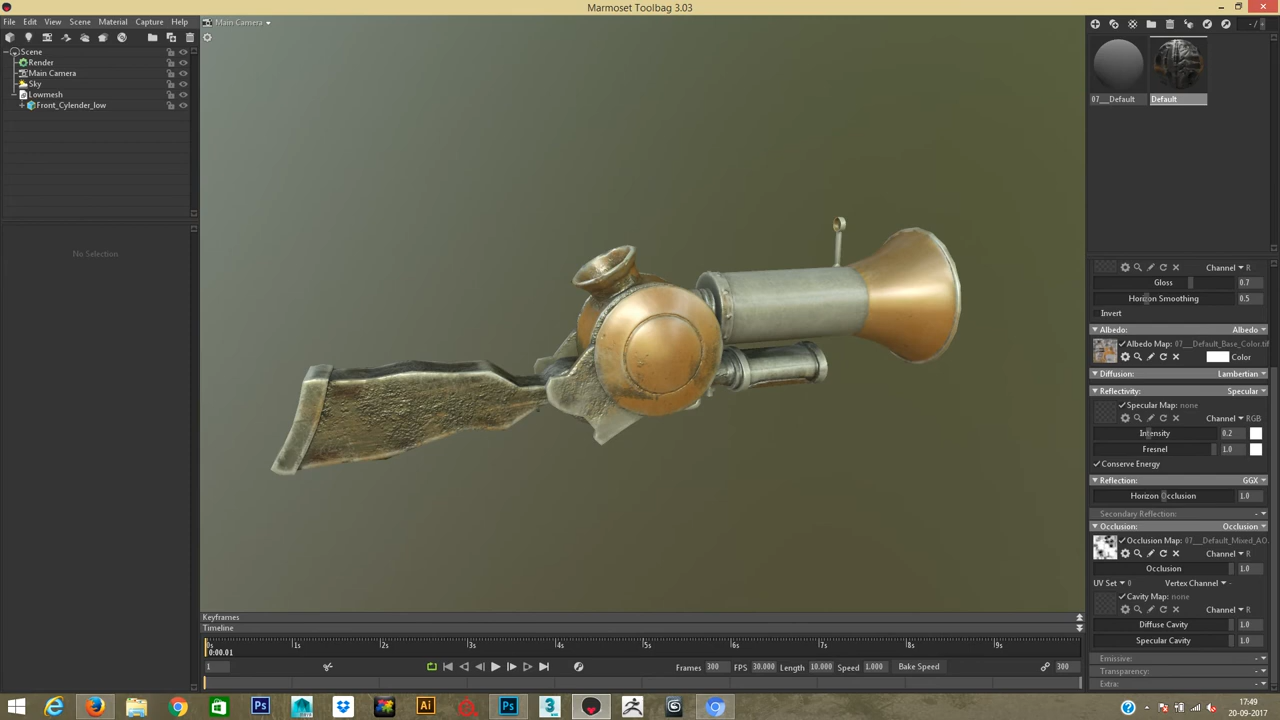 Marmoset Toolbag 3.03
File Edit View Scene Material Capture Help
Main Camera
Scene
Render
Main Camera
Sky
Lowmesh
Front_Cylender_low
No Selection
07__Default
Default
Channel R
Gloss 0.7
Horizon Smoothing 0.5
Invert
Albedo: Albedo
Albedo Map: 07__Default_Base_Color.tif
Color
Diffusion: Lambertian
Reflectivity: Specular
Specular Map: none
Channel RGB
Intensity 0.2
Fresnel 1.0
Conserve Energy
Reflection: GGX
Horizon Occlusion 1.0
Secondary Reflection: -
Occlusion: Occlusion
Occlusion Map: 07__Default_Mixed_AO.
Channel R
Occlusion 1.0
UV Set 0 Vertex Channel -
Cavity Map: none
Channel R
Diffuse Cavity 1.0
Specular Cavity 1.0
Emissive: -
Transparency: -
Extra: -
Keyframes
Timeline
0s 1s 2s 3s 4s 5s 6s 7s 8s 9s
0:00.01
1 Frames 300 FPS 30.000 Length 10.000 Speed 1.000 Bake Speed 300
17:49
20-09-2017